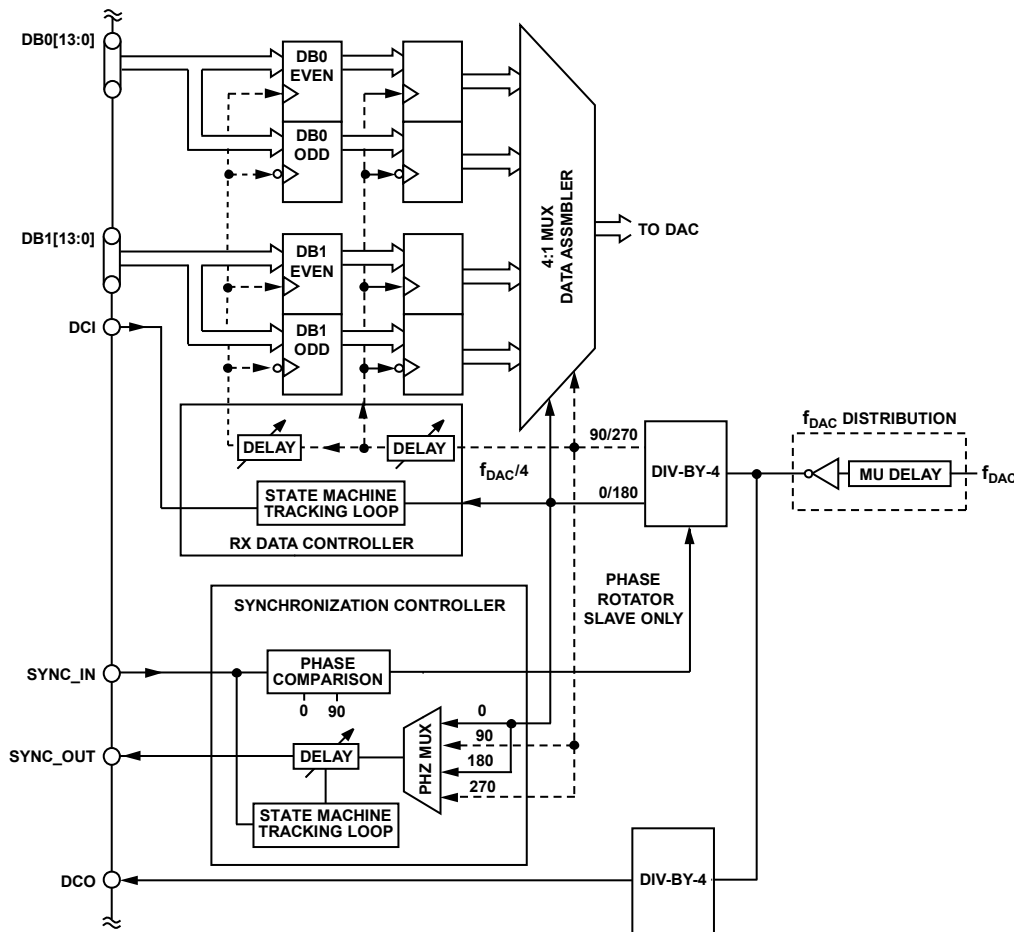 DB0[13:0]
DB0
EVEN
DB0
ODD
DB1[13:0]
DB1
EVEN
DB1
ODD
DCI
4:1 MUX
DATA ASSMBLER
TO DAC
DELAY
DELAY
90/270
fDAC/4
0/180
STATE MACHINE
TRACKING LOOP
RX DATA CONTROLLER
DIV-BY-4
fDAC DISTRIBUTION
MU DELAY
fDAC
PHASE
ROTATOR
SLAVE ONLY
SYNCHRONIZATION CONTROLLER
SYNC_IN
PHASE
COMPARISON
0
90
SYNC_OUT
DELAY
PHZ MUX
0
90
180
270
STATE MACHINE
TRACKING LOOP
DCO
DIV-BY-4